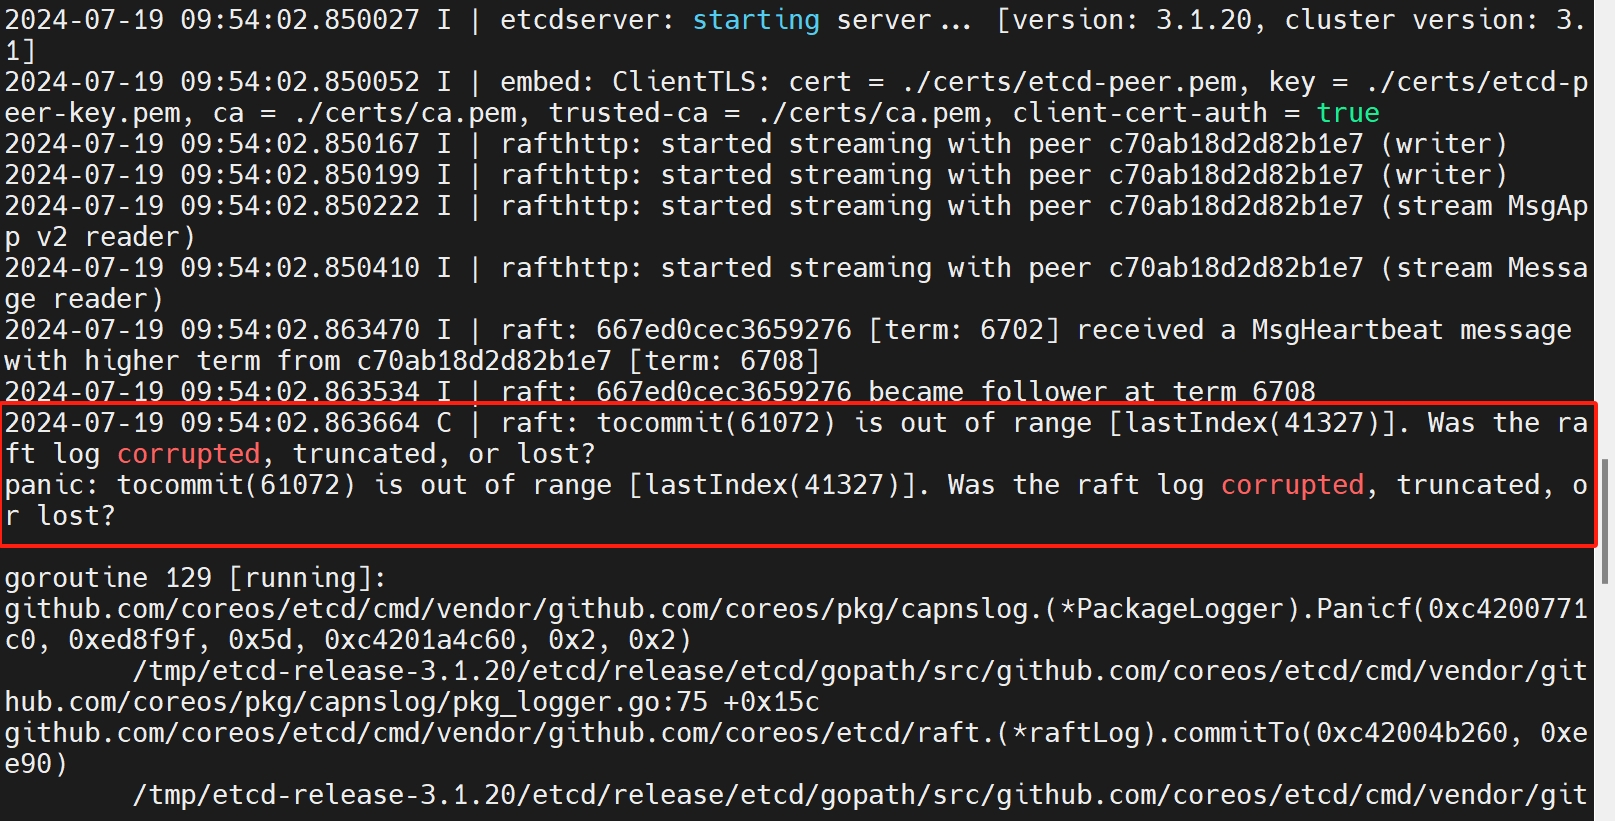 2024-07-19 09:54:02.850027 I | etcdserver: starting server... [version: 3.1.20, cluster version: 3.
1]
2024-07-19 09:54:02.850052 I | embed: ClientTLS: cert = ./certs/etcd-peer.pem, key = ./certs/etcd-p
eer-key.pem, ca = ./certs/ca.pem, trusted-ca = ./certs/ca.pem, client-cert-auth = true
2024-07-19 09:54:02.850167 I | rafthttp: started streaming with peer c70ab18d2d82b1e7 (writer)
2024-07-19 09:54:02.850199 I | rafthttp: started streaming with peer c70ab18d2d82b1e7 (writer)
2024-07-19 09:54:02.850222 I | rafthttp: started streaming with peer c70ab18d2d82b1e7 (stream MsgAp
p v2 reader)
2024-07-19 09:54:02.850410 I | rafthttp: started streaming with peer c70ab18d2d82b1e7 (stream Messa
ge reader)
2024-07-19 09:54:02.863470 I | raft: 667ed0cec3659276 [term: 6702] received a MsgHeartbeat message
with higher term from c70ab18d2d82b1e7 [term: 6708]
2024-07-19 09:54:02.863534 I | raft: 667ed0cec3659276 became follower at term 6708
2024-07-19 09:54:02.863664 C | raft: tocommit(61072) is out of range [lastIndex(41327)]. Was the ra
ft log corrupted, truncated, or lost?
panic: tocommit(61072) is out of range [lastIndex(41327)]. Was the raft log corrupted, truncated, o
r lost?
goroutine 129 [running]:
github.com/coreos/etcd/cmd/vendor/github.com/coreos/pkg/capnslog.(*PackageLogger).Panicf(0xc4200771
c0, 0xed8f9f, 0x5d, 0xc4201a4c60, 0x2, 0x2)
/tmp/etcd-release-3.1.20/etcd/release/etcd/gopath/src/github.com/coreos/etcd/cmd/vendor/git
hub.com/coreos/pkg/capnslog/pkg_logger.go:75 +0x15c
github.com/coreos/etcd/cmd/vendor/github.com/coreos/etcd/raft.(*raftLog).commitTo(0xc42004b260, 0xe
e90)
/tmp/etcd-release-3.1.20/etcd/release/etcd/gopath/src/github.com/coreos/etcd/cmd/vendor/git